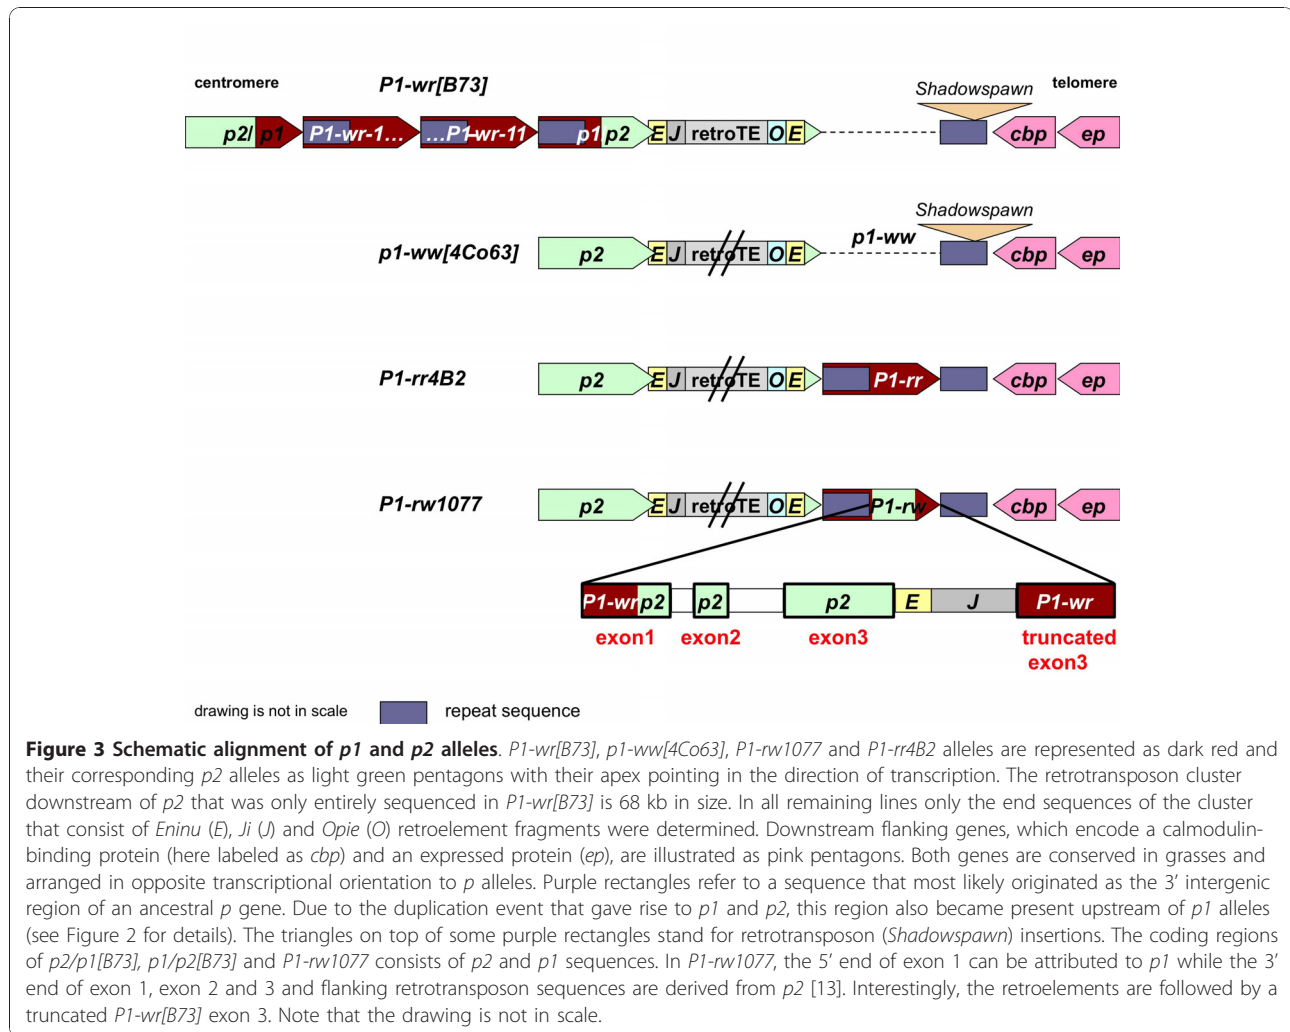 centromere P1-wr[B73] Shadowspawn telomere
p2/p1 P1-wr-1... ...P1-wr-11 p1 p2 E J retroTE O E cbp ep
Shadowspawn
p1-ww[4Co63] p2 E J retroTE O E p1-ww cbp ep
P1-rr4B2 p2 E J retroTE O E P1-rr cbp ep
P1-rw1077 p2 E J retroTE O E P1-rw cbp ep
P1-wr p2 p2 p2 E J P1-wr
exon1 exon2 exon3 truncated
exon3
drawing is not in scale repeat sequence
Figure 3 Schematic alignment of p1 and p2 alleles. P1-wr[B73], p1-ww[4Co63], P1-rw1077 and P1-rr4B2 alleles are represented as dark red and
their corresponding p2 alleles as light green pentagons with their apex pointing in the direction of transcription. The retrotransposon cluster
downstream of p2 that was only entirely sequenced in P1-wr[B73] is 68 kb in size. In all remaining lines only the end sequences of the cluster
that consist of Eninu (E), Ji (J) and Opie (O) retroelement fragments were determined. Downstream flanking genes, which encode a calmodulin-
binding protein (here labeled as cbp) and an expressed protein (ep), are illustrated as pink pentagons. Both genes are conserved in grasses and
arranged in opposite transcriptional orientation to p alleles. Purple rectangles refer to a sequence that most likely originated as the 3' intergenic
region of an ancestral p gene. Due to the duplication event that gave rise to p1 and p2, this region also became present upstream of p1 alleles
(see Figure 2 for details). The triangles on top of some purple rectangles stand for retrotransposon (Shadowspawn) insertions. The coding regions
of p2/p1[B73], p1/p2[B73] and P1-rw1077 consists of p2 and p1 sequences. In P1-rw1077, the 5' end of exon 1 can be attributed to p1 while the 3'
end of exon 1, exon 2 and 3 and flanking retrotransposon sequences are derived from p2 [13]. Interestingly, the retroelements are followed by a
truncated P1-wr[B73] exon 3. Note that the drawing is not in scale.